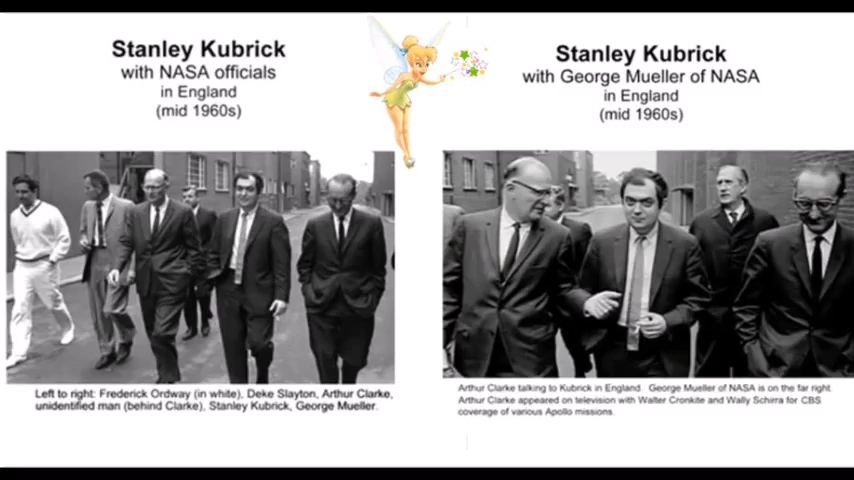 Stanley Kubrick
with NASA officials
in England
(mid 1960s)
Left to right: Frederick Ordway (in white), Deke Slayton, Arthur Clarke,
unidentified man (behind Clarke), Stanley Kubrick, George Mueller.
Stanley Kubrick
with George Mueller of NASA
in England
(mid 1960s)
Arthur Clarke talking to Kubrick in England. George Mueller of NASA is on the far right.
Arthur Clarke appeared on television with Walter Cronkite and Wally Schirra for CBS
coverage of various Apollo missions.